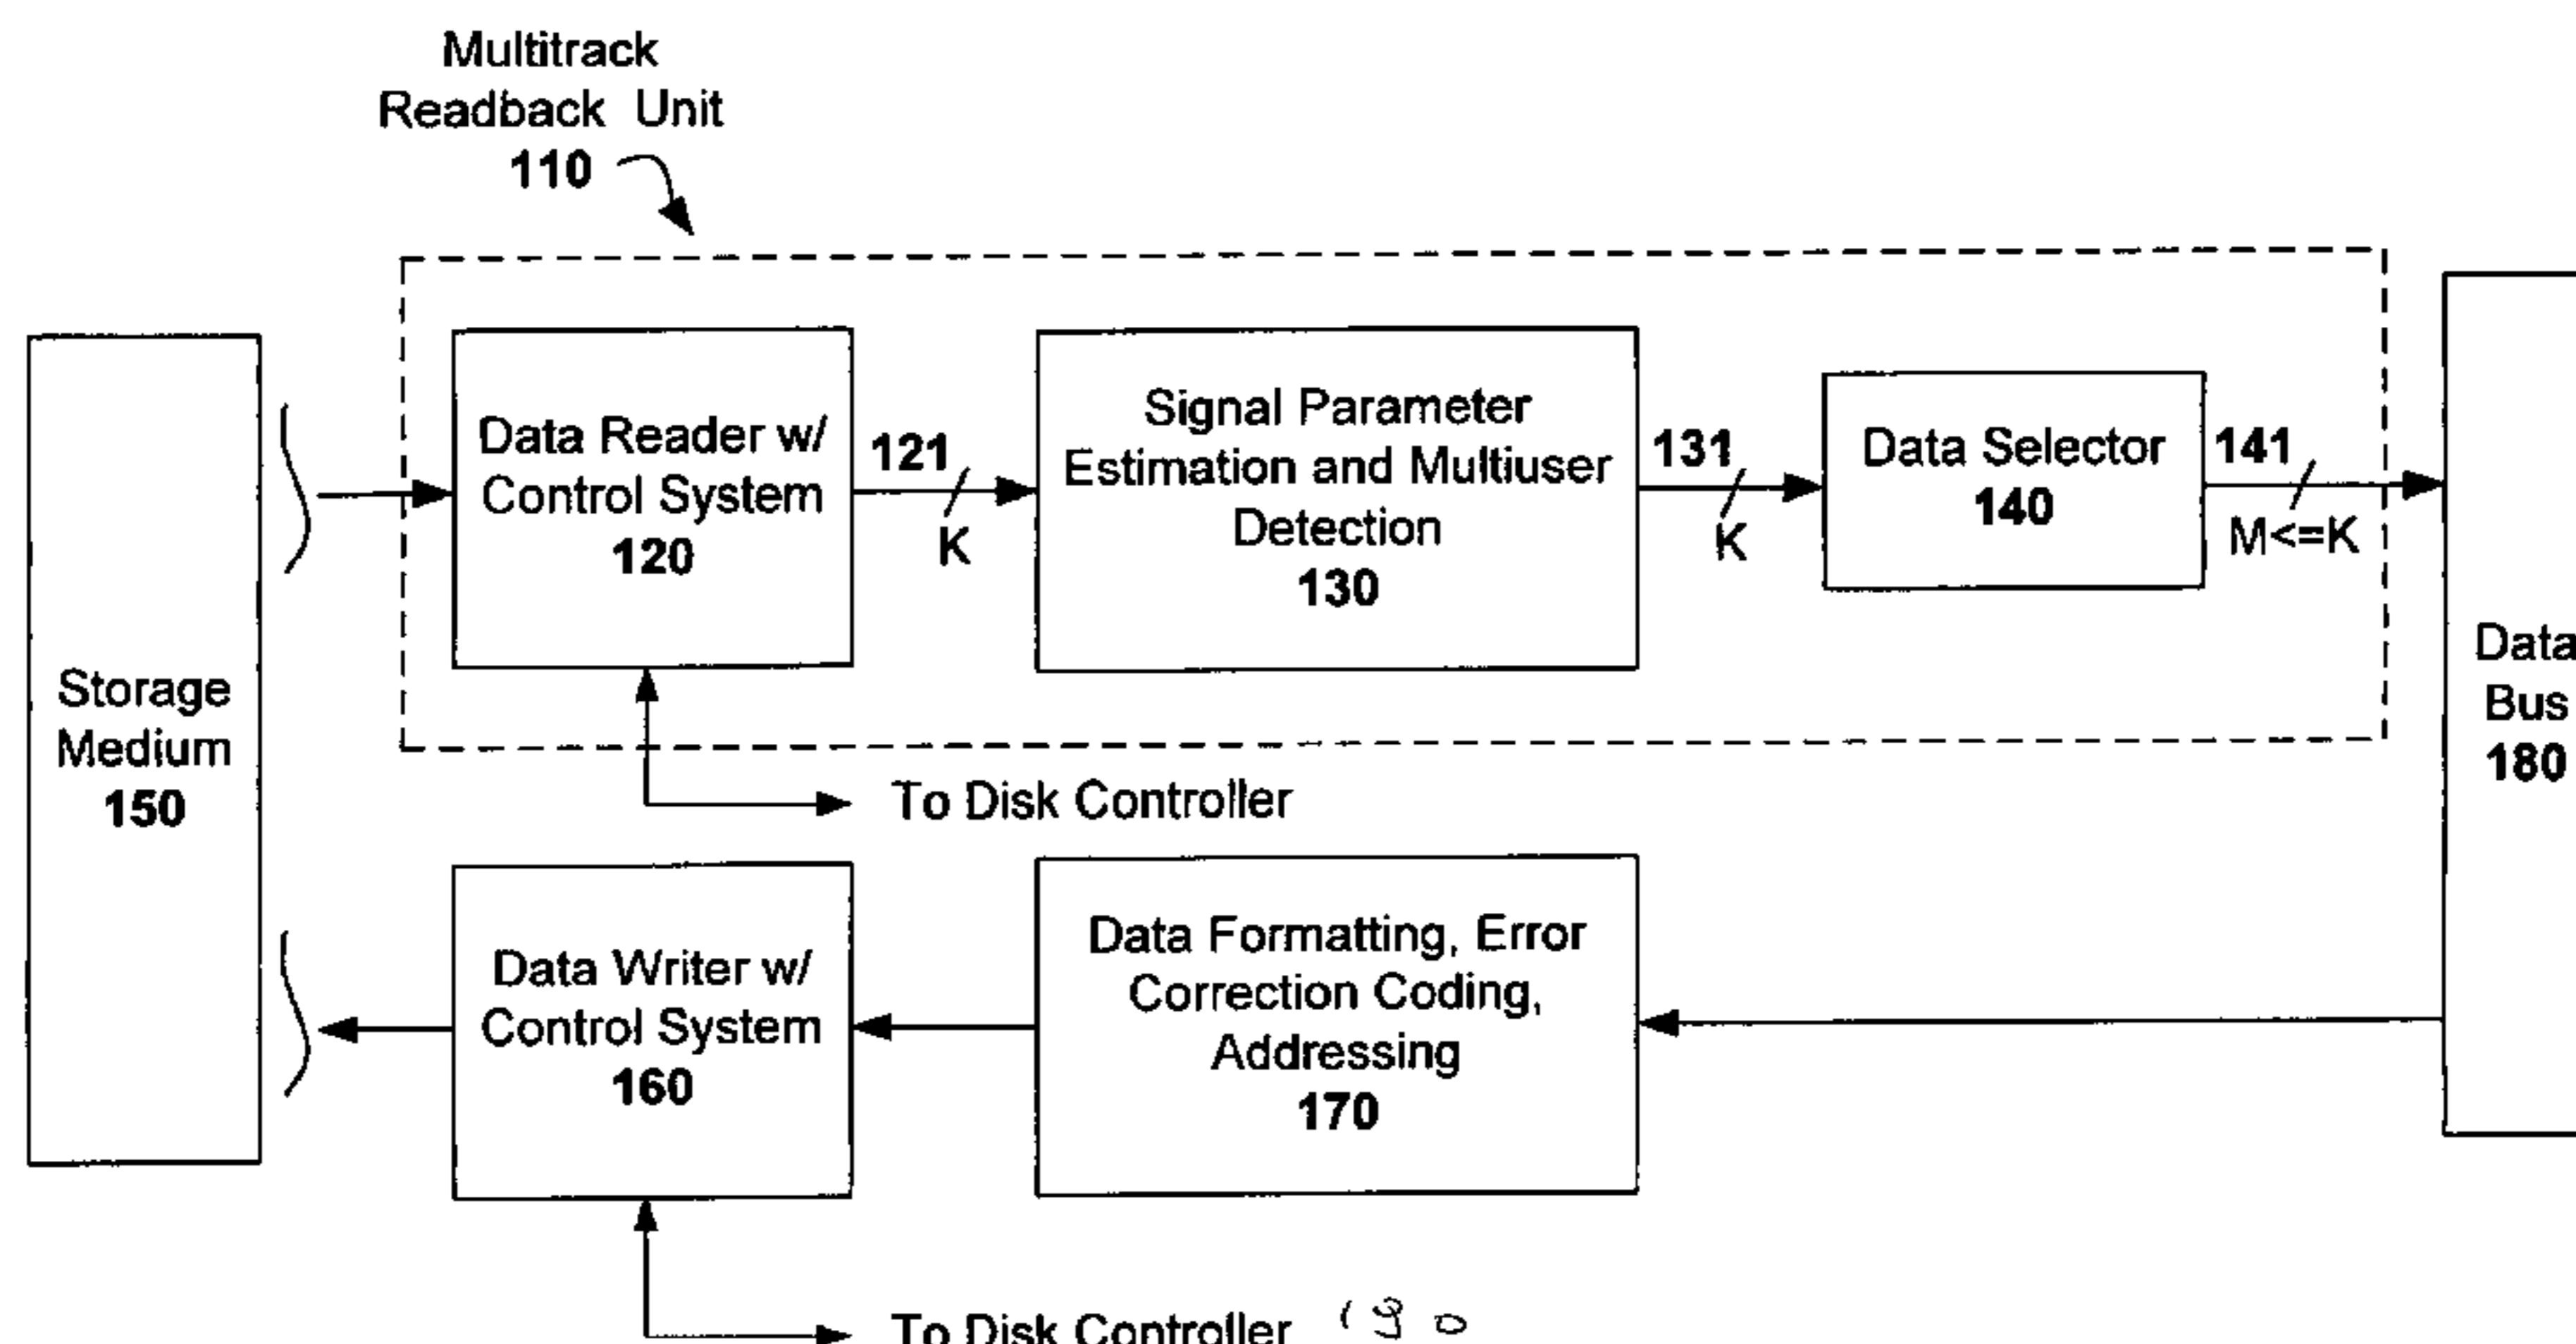 Multitrack
Readback Unit
110
Storage
Medium
150
Data Reader w/
Control System
120
121
K
Signal Parameter
Estimation and Multiuser
Detection
130
131
K
Data Selector
140
141
M<=K
Data
Bus
180
To Disk Controller
Data Writer w/
Control System
160
Data Formatting, Error
Correction Coding,
Addressing
170
To Disk Controller 190